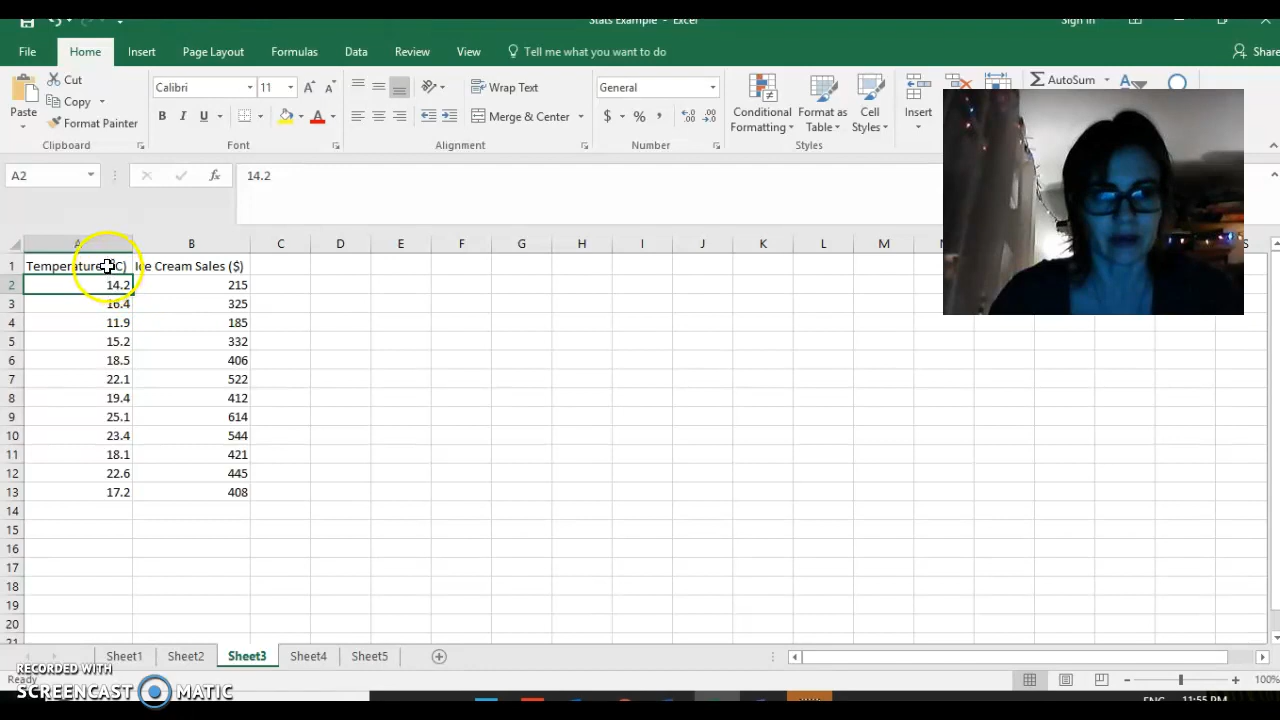 Stats Example - Excel
Sign in
File Home Insert Page Layout Formulas Data Review View Tell me what you want to do Share
Cut
Copy
Format Painter
Paste
Clipboard
Calibri 11
B I U
Font
Wrap Text
Merge & Center
Alignment
General
$ % ,
Number
Conditional Formatting
Format as Table
Cell Styles
Styles
Insert
AutoSum
A2
fx
14.2
A B C D E F G H I J K L M S
1 Temperature C) Ice Cream Sales ($)
2 14.2 215
3 16.4 325
4 11.9 185
5 15.2 332
6 18.5 406
7 22.1 522
8 19.4 412
9 25.1 614
10 23.4 544
11 18.1 421
12 22.6 445
13 17.2 408
14
15
16
17
18
19
20
21
Sheet1 Sheet2 Sheet3 Sheet4 Sheet5
RECORDED WITH
Ready
SCREENCAST MATIC
100%
ENG 11:55 PM